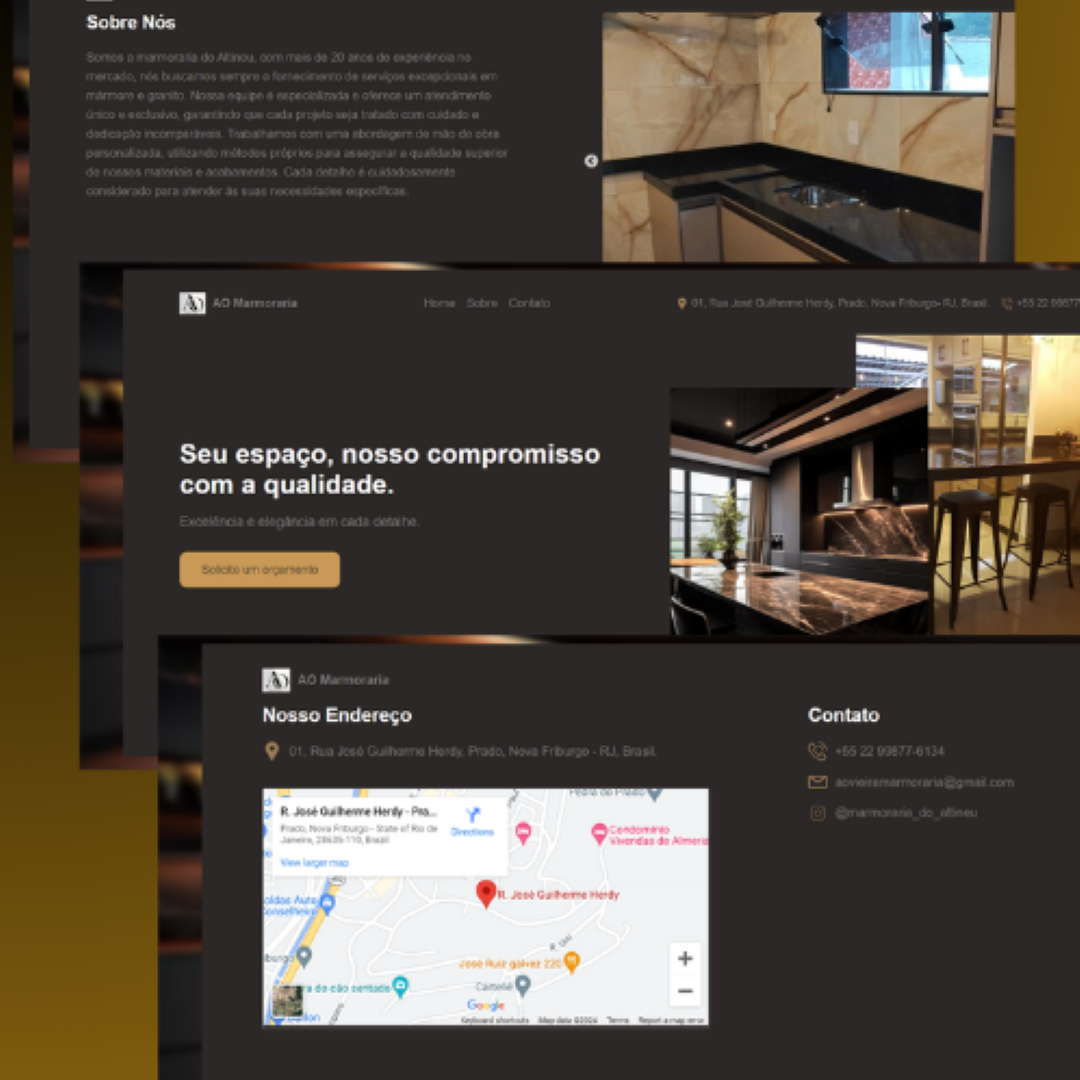 Sobre Nós
Somos a marmoraria do Altineu, com mais de 20 anos de experiência no
mercado, nós buscamos sempre o fornecimento de serviços excepcionais em
mármore e granito. Nossa equipe é especializada e oferece um atendimento
único e exclusivo, garantindo que cada projeto seja tratado com cuidado e
dedicação incomparáveis. Trabalhamos com uma abordagem de mão de obra
personalizada, utilizando métodos próprios para assegurar a qualidade superior
de nossos materiais e acabamentos. Cada detalhe é cuidadosamente
considerado para atender às suas necessidades específicas.
AO Marmoraria
Home Sobre Contato
01, Rua José Guilherme Herdy, Prado, Nova Friburgo- RJ, Brasil.
+55 22 99877
Seu espaço, nosso compromisso
com a qualidade.
Excelência e elegância em cada detalhe.
Solicite um orçamento
AO Marmoraria
Nosso Endereço
01, Rua José Guilherme Herdy, Prado, Nova Friburgo - RJ, Brasil.
Contato
+55 22 99877-6134
aovieiramarmoraria@gmail.com
@marmoraria_do_altineu
R. José Guilherme Herdy - Pra...
Prado, Nova Friburgo - State of Rio de
Janeiro, 28635-110, Brazil
Directions
View larger map
Pedra do Prado
Condomínio
Vivendas de Almeria
R. José Guilherme Herdy
oldas Auto
onselheiro
burgo
José Ruiz galvez 220
ra do cão sentado
Cartelê
Google
Keyboard shortcuts Map data ©2024 Terms Report a map error